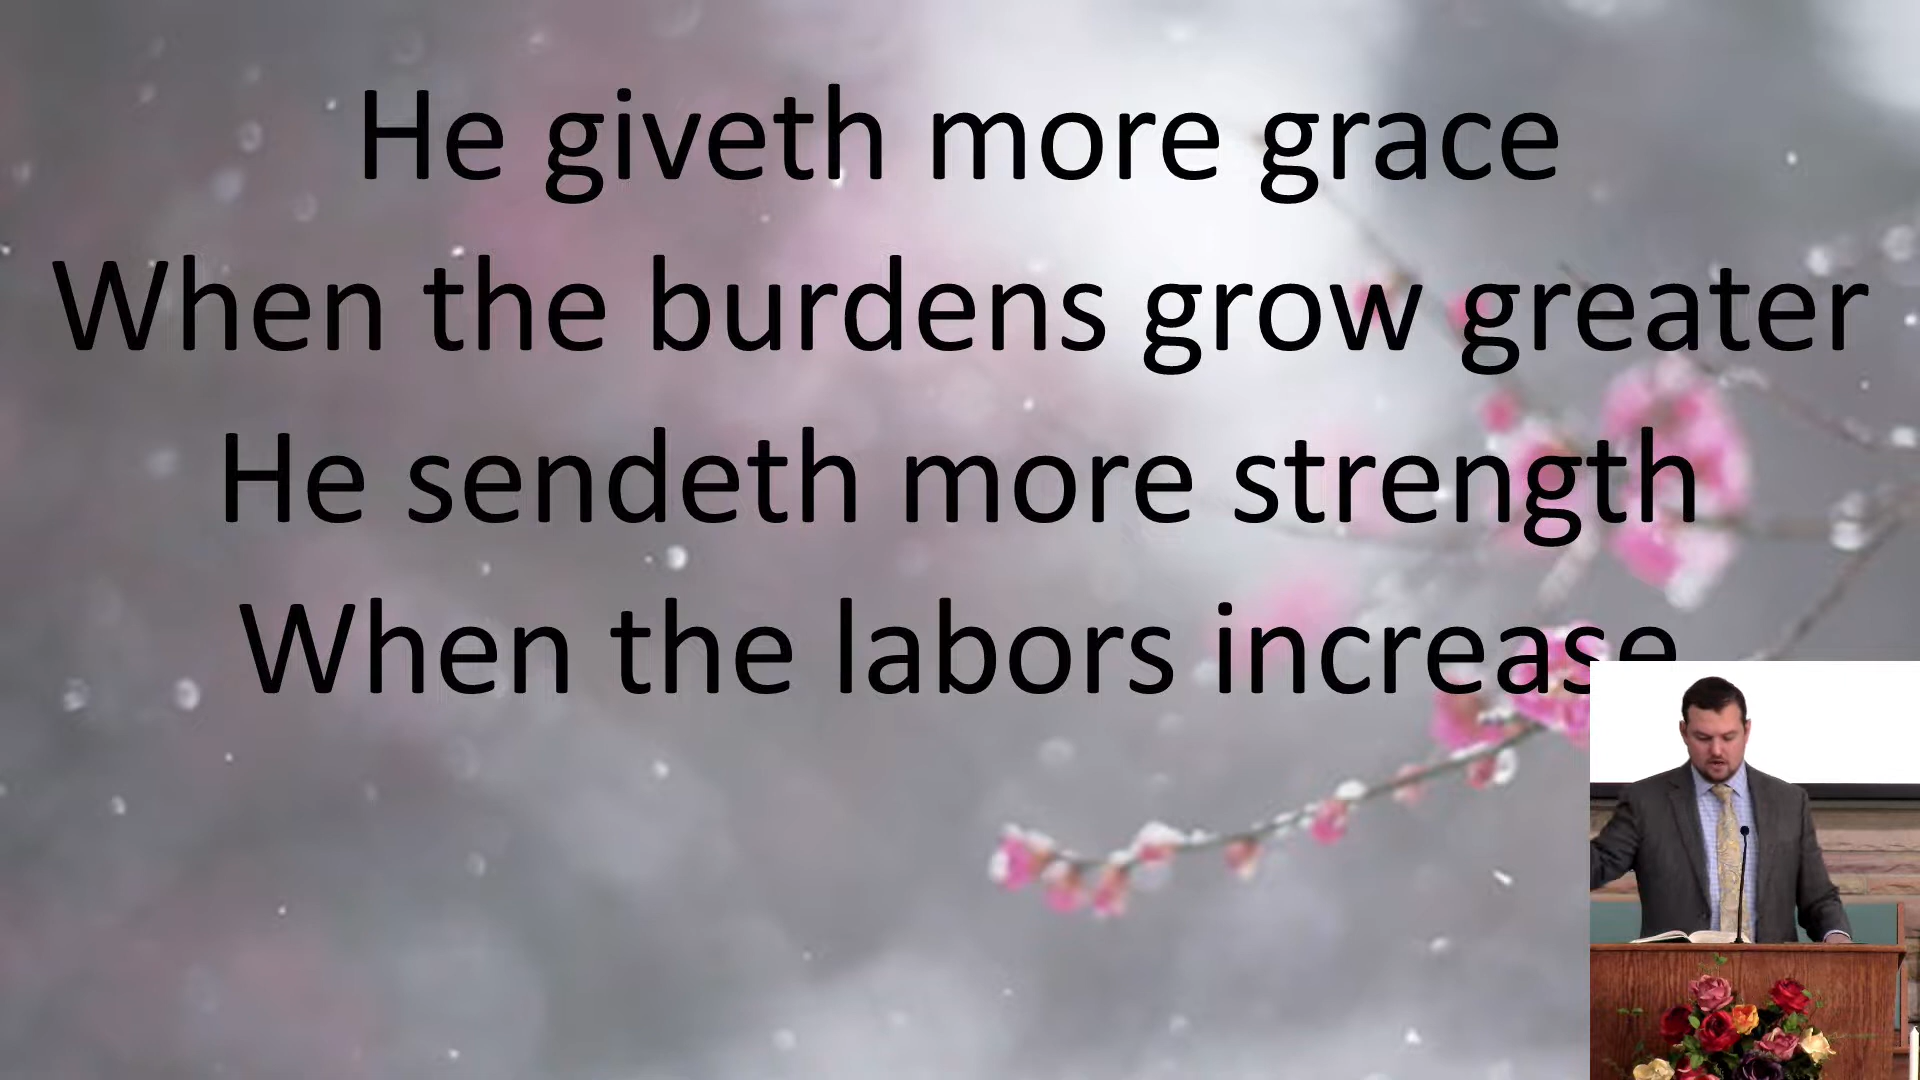 He giveth more grace
When the burdens grow greater
He sendeth more strength
When the labors increase